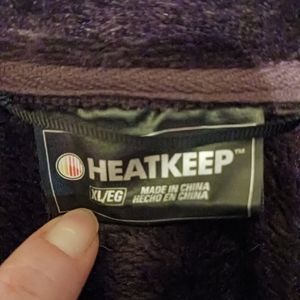 HEATKEEP™
XL/EG
MADE IN CHINA
HECHO EN CHINA